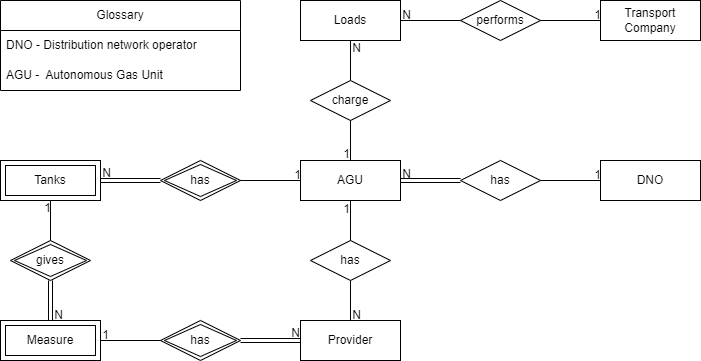 Glossary
DNO - Distribution network operator
AGU -  Autonomous Gas Unit
Loads
N
performs
1
Transport
Company
N
charge
1
Tanks
N
has
1
AGU
N
has
1
DNO
1
gives
N
1
has
N
Measure
1
has
N
Provider